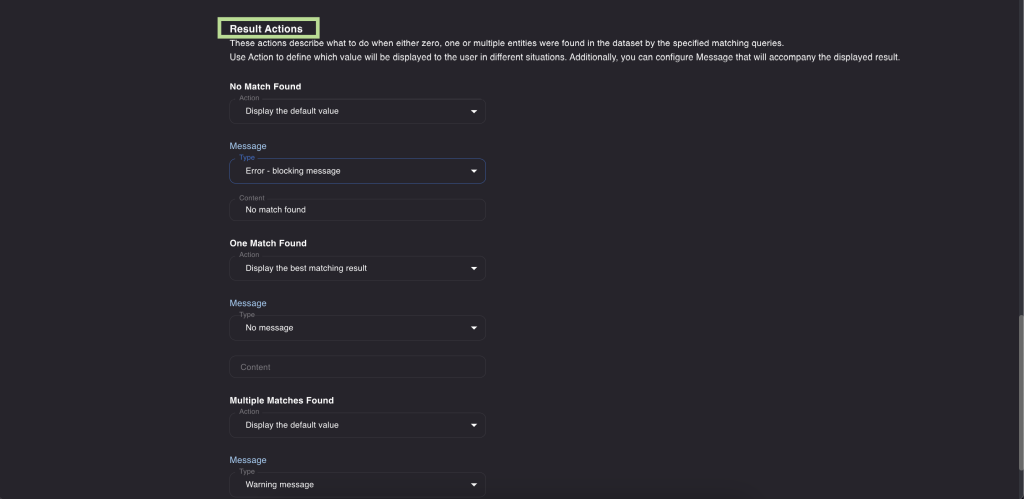 Result Actions
These actions describe what to do when either zero, one or multiple entities were found in the dataset by the specified matching queries.
Use Action to define which value will be displayed to the user in different situations. Additionally, you can configure Message that will accompany the displayed result.
No Match Found
Action
Display the default value
Message
Type
Error - blocking message
Content
No match found
One Match Found
Action
Display the best matching result
Message
Type
No message
Content
Multiple Matches Found
Action
Display the default value
Message
Type
Warning message